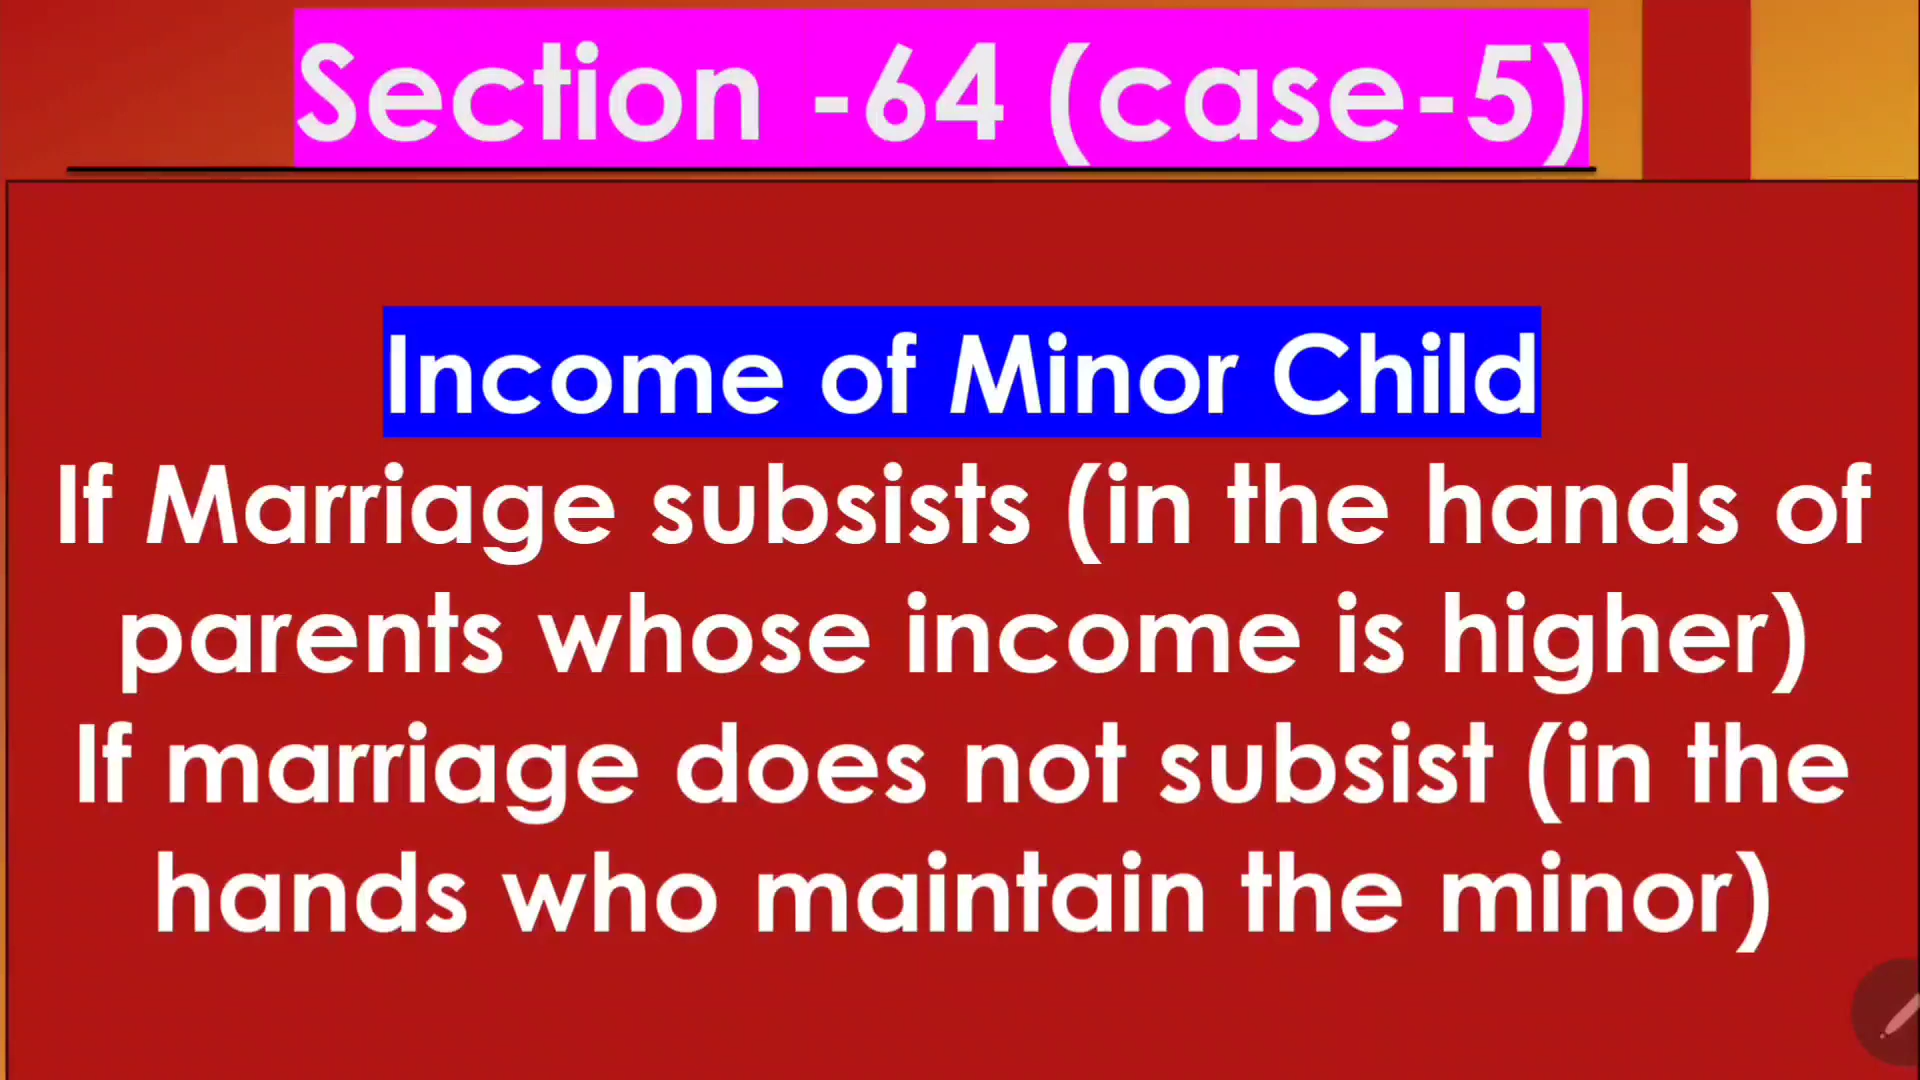 Section -64 (case-5)
Income of Minor Child
If Marriage subsists (in the hands of
parents whose income is higher)
If marriage does not subsist (in the
hands who maintain the minor)